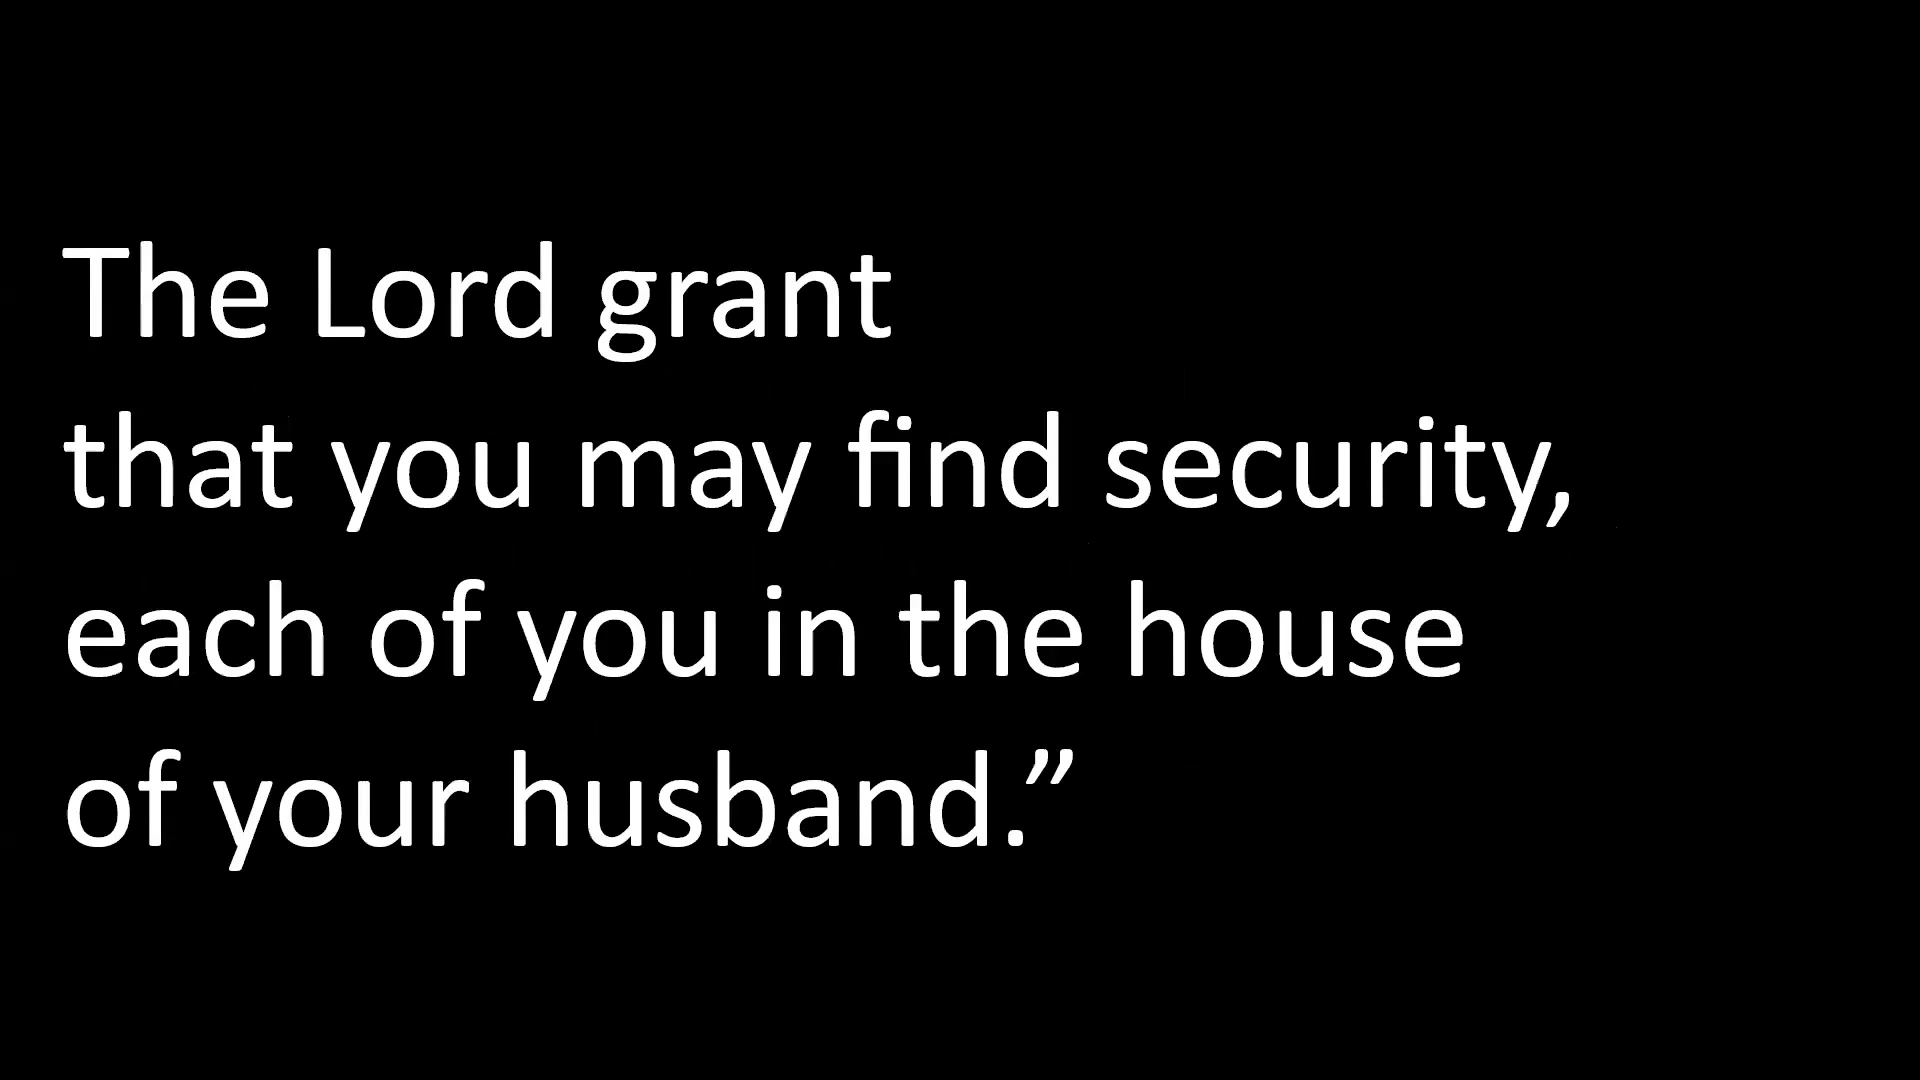 The Lord grant
that you may find security,
each of you in the house
of your husband.”